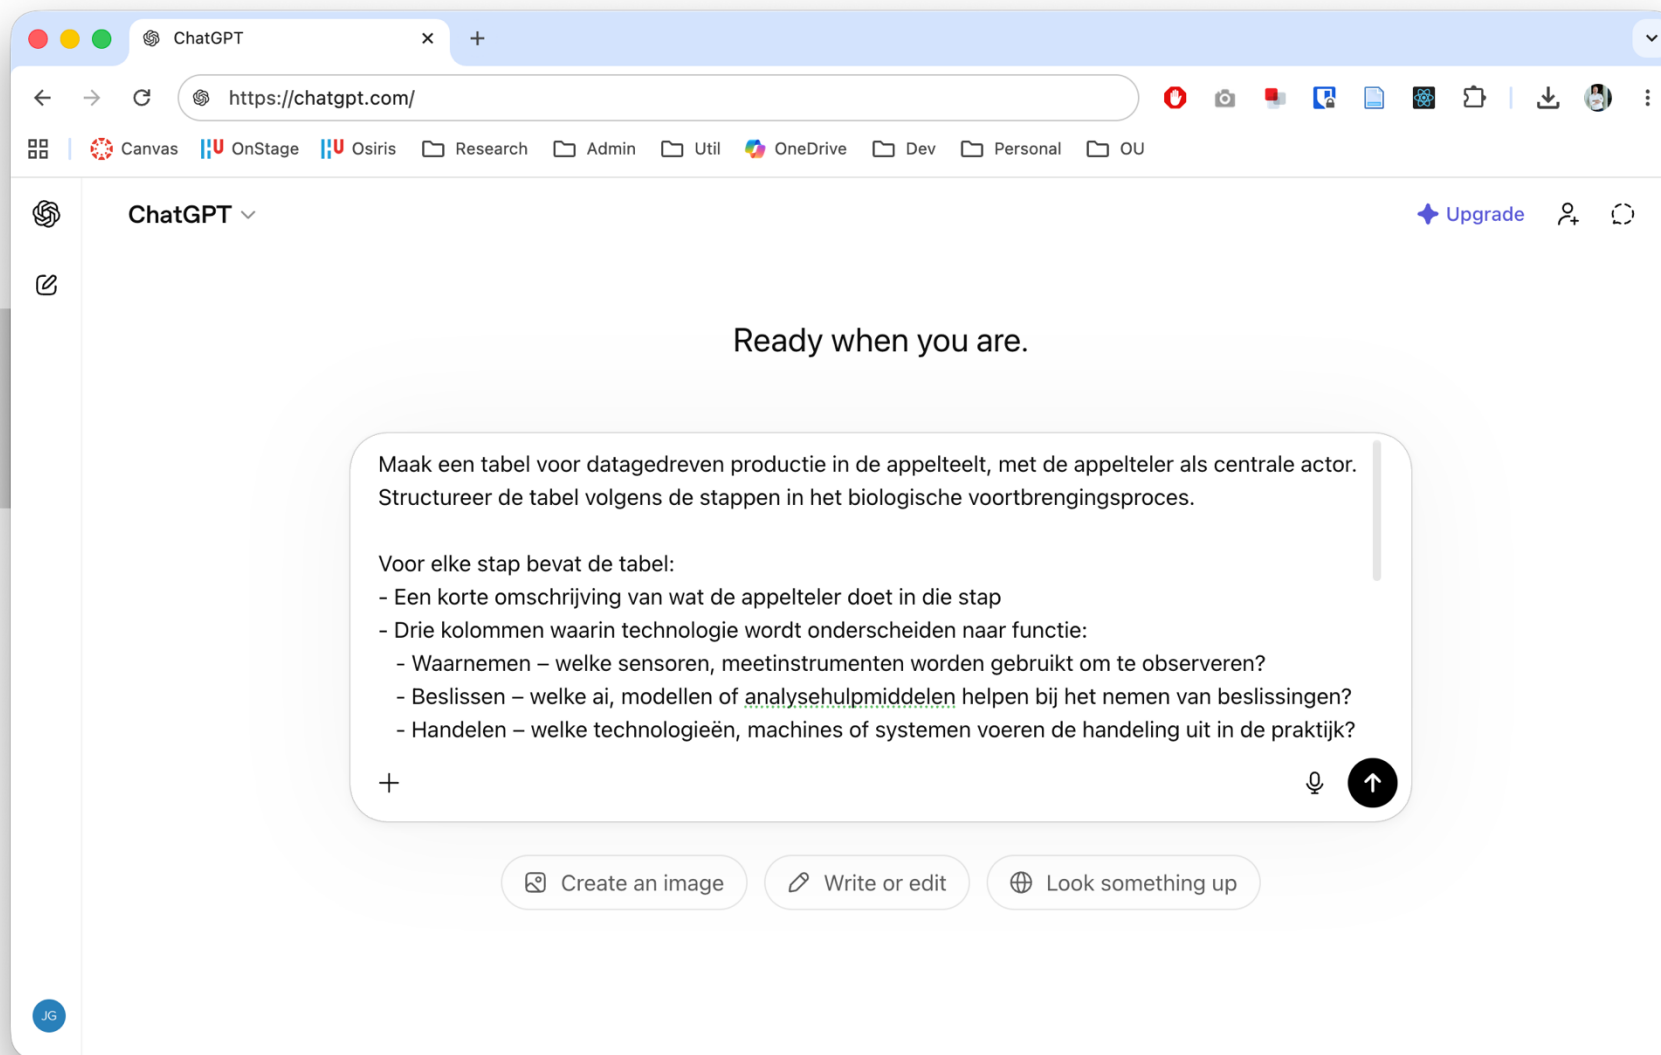 ChatGPT
https://chatgpt.com/
Canvas
OnStage
Osiris
Research
Admin
Util
OneDrive
Dev
Personal
OU
ChatGPT
Upgrade
Ready when you are.
Maak een tabel voor datagedreven productie in de appelteelt, met de appelteler als centrale actor.
Structureer de tabel volgens de stappen in het biologische voortbrengingsproces.
Voor elke stap bevat de tabel:
- Een korte omschrijving van wat de appelteler doet in die stap
- Drie kolommen waarin technologie wordt onderscheiden naar functie:
- Waarnemen – welke sensoren, meetinstrumenten worden gebruikt om te observeren?
- Beslissen – welke ai, modellen of analysehulpmiddelen helpen bij het nemen van beslissingen?
- Handelen – welke technologieën, machines of systemen voeren de handeling uit in de praktijk?
Create an image
Write or edit
Look something up
JG